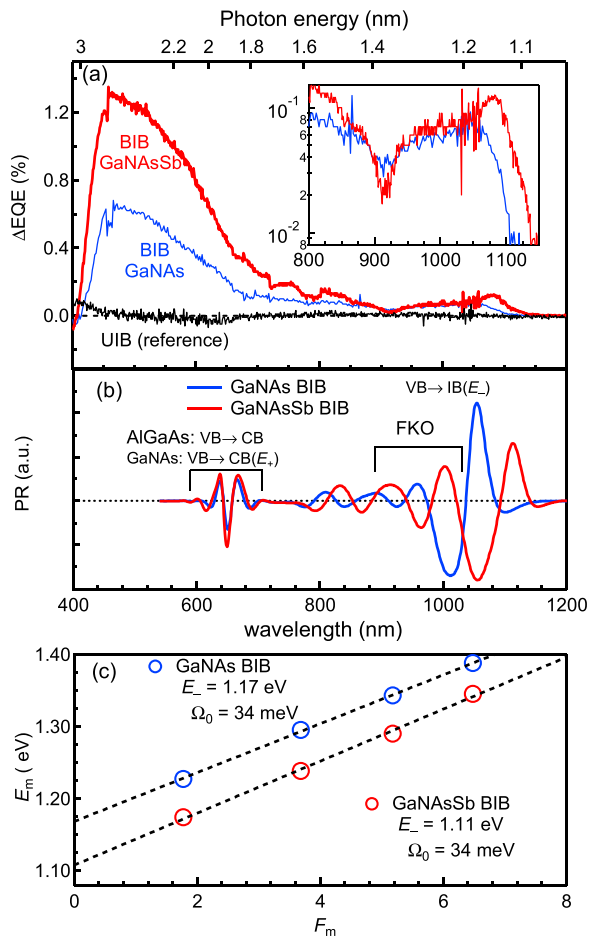 Photon energy (nm)
3 2.2 2 1.8 1.6 1.4 1.2 1.1
(a)
1.2
0.8
0.4
0.0
ΔEQE (%)
BIB
GaNAsSb
BIB
GaNAs
UIB (reference)
10⁻¹
8
6
4
2
10⁻²
8
800 900 1000 1100
(b)
GaNAs BIB
GaNAsSb BIB
VB→ IB(E₋)
FKO
AlGaAs: VB→ CB
GaNAs: VB→ CB(E₊)
PR (a.u.)
400 600 800 1000 1200
wavelength (nm)
(c)
GaNAs BIB
E₋ = 1.17 eV
Ω₀ = 34 meV
GaNAsSb BIB
E₋ = 1.11 eV
Ω₀ = 34 meV
1.40
1.30
1.20
1.10
Eₘ ( eV)
0 2 4 6 8
Fₘ